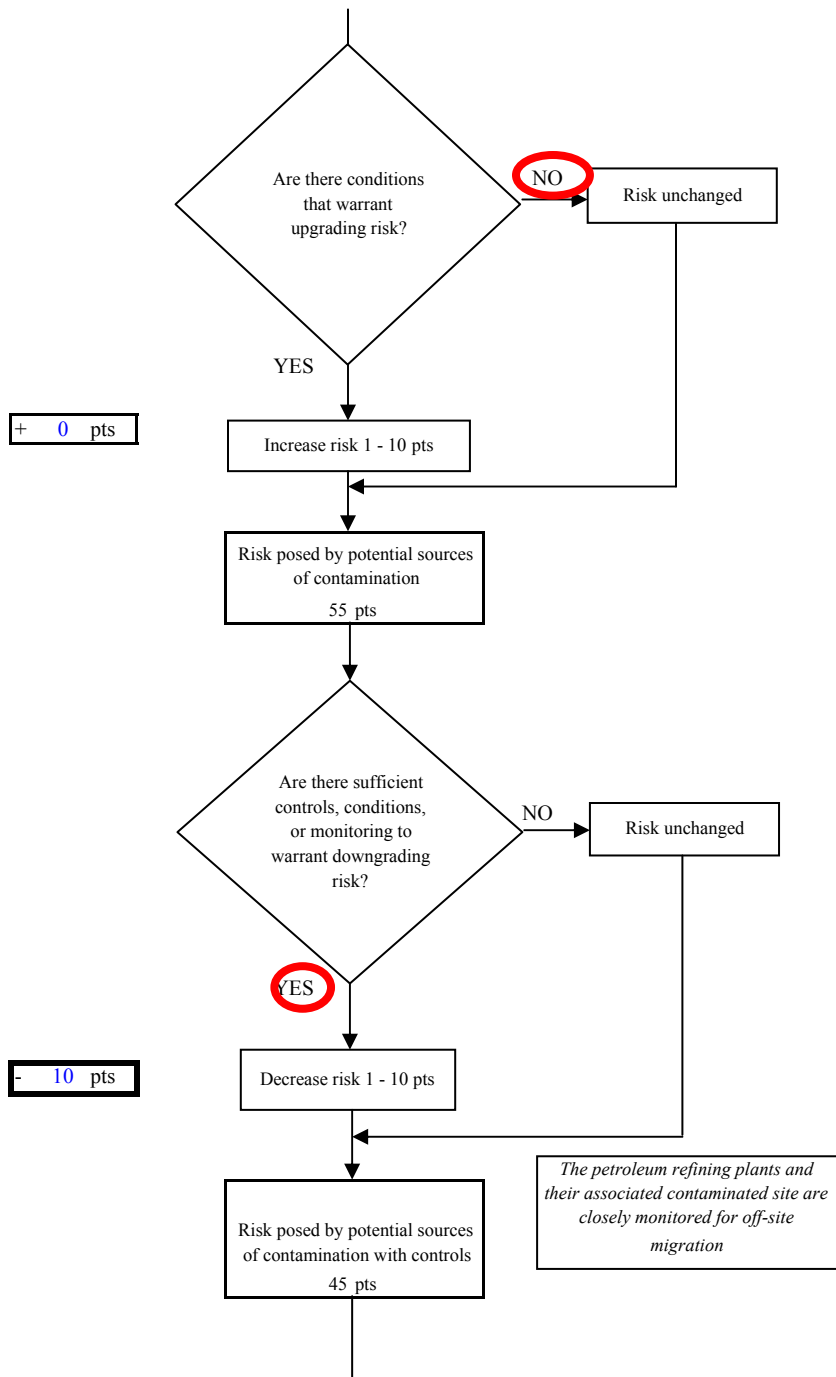 Are there conditions
that warrant
upgrading risk?
NO
Risk unchanged
YES
+ 0 pts
Increase risk 1 - 10 pts
Risk posed by potential sources
of contamination
55 pts
Are there sufficient
controls, conditions,
or monitoring to
warrant downgrading
risk?
NO
Risk unchanged
YES
- 10 pts
Decrease risk 1 - 10 pts
The petroleum refining plants and
their associated contaminated site are
closely monitored for off-site
migration
Risk posed by potential sources
of contamination with controls
45 pts